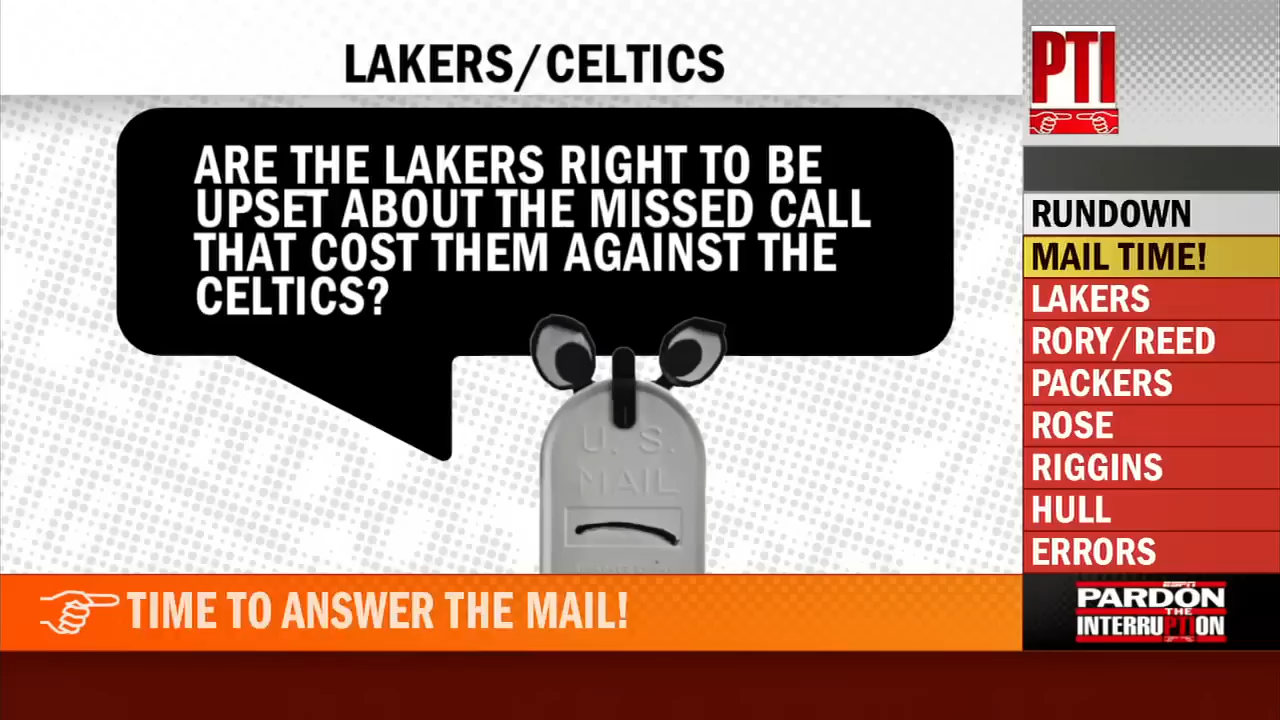 LAKERS/CELTICS
ARE THE LAKERS RIGHT TO BE
UPSET ABOUT THE MISSED CALL
THAT COST THEM AGAINST THE
CELTICS?
U. S.
MAIL
TIME TO ANSWER THE MAIL!
PTI
RUNDOWN
MAIL TIME!
LAKERS
RORY/REED
PACKERS
ROSE
RIGGINS
HULL
ERRORS
ESPN
PARDON
THE
INTERRUPTION